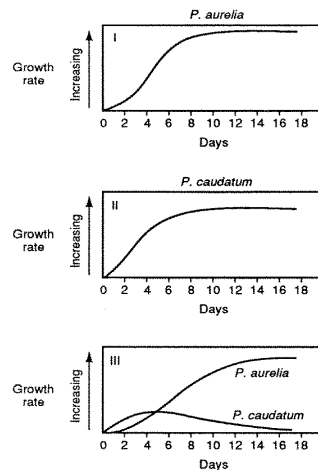 P. aurelia
I
Growth
rate
Increasing
0 2 4 6 8 10 12 14 16 18
Days
P. caudatum
II
Growth
rate
Increasing
0 2 4 6 8 10 12 14 16 18
Days
III
P. aurelia
Growth
rate
Increasing
P. caudatum
0 2 4 6 8 10 12 14 16 18
Days